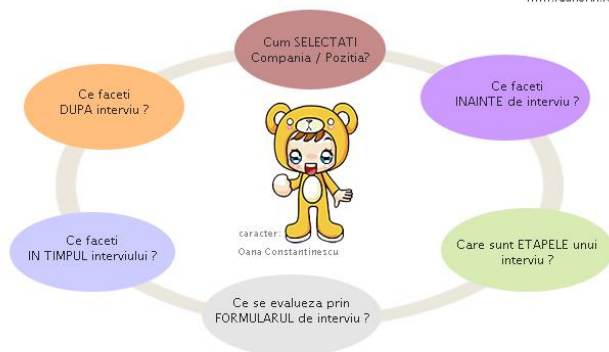 Cum SELECTATI
Compania / Pozitia?
Ce faceti
INAINTE de interviu ?
Care sunt ETAPELE unui
interviu ?
Ce se evalueza prin
FORMULARUL de interviu ?
Ce faceti
IN TIMPUL interviului ?
Ce faceti
DUPA interviu ?
caracter:
Oana Constantinescu